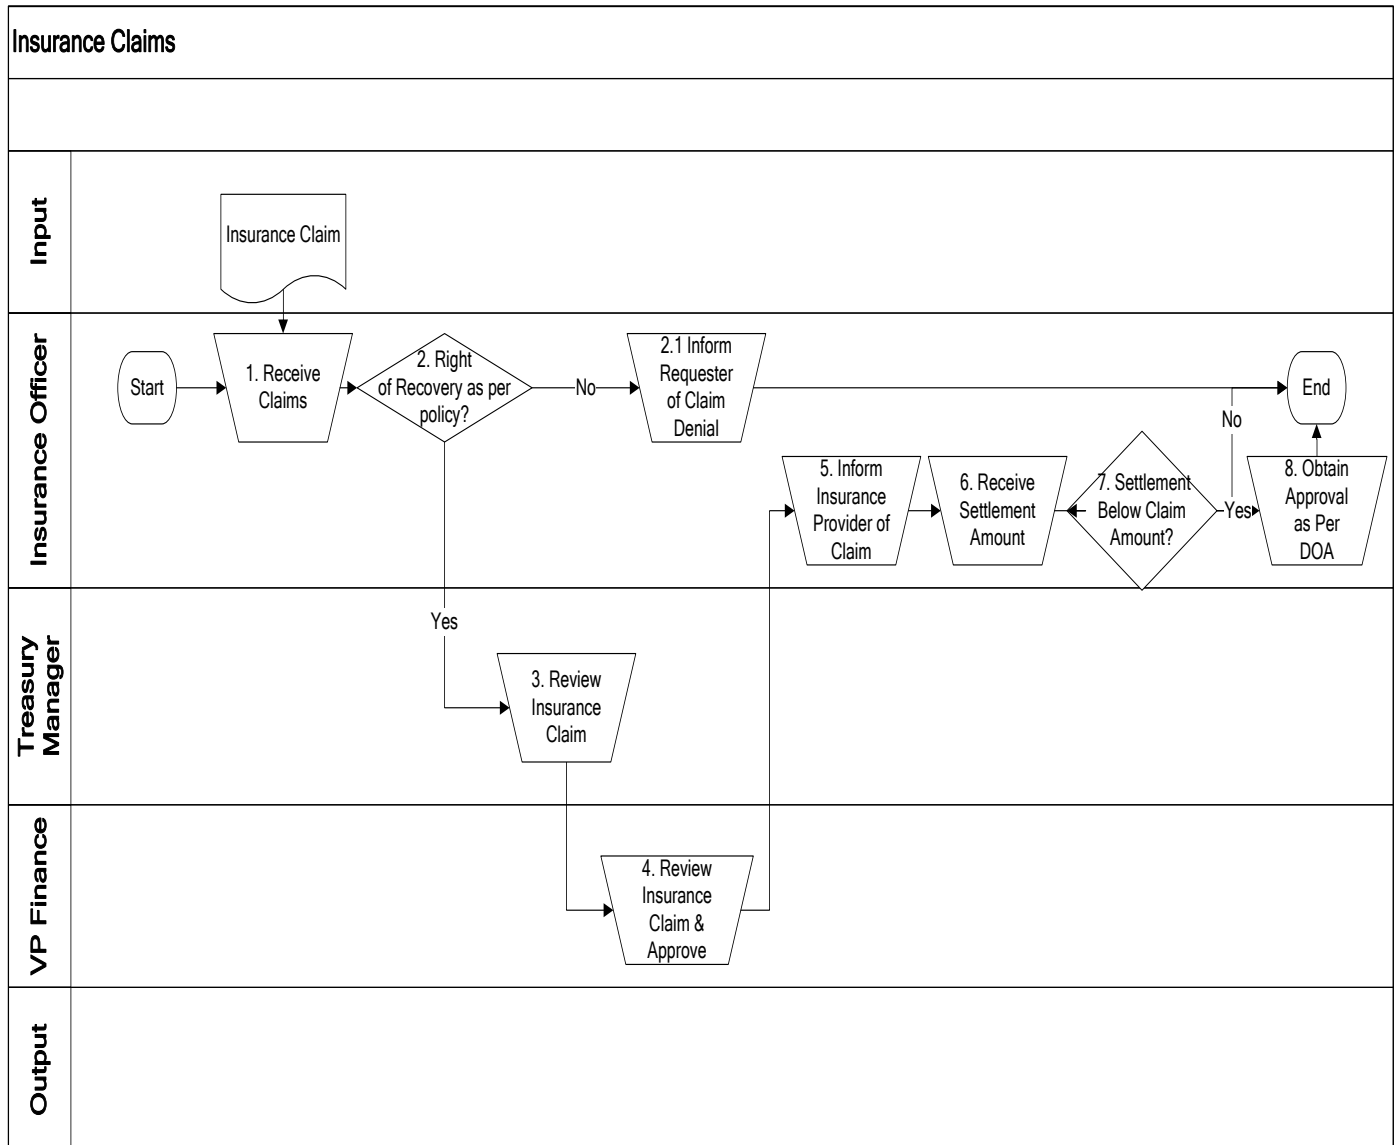 Insurance Claims
Input
Insurance Claim
Insurance Officer
Start
1. Receive
Claims
2. Right
of Recovery as per
policy?
No
2.1 Inform
Requester
of Claim
Denial
End
No
5. Inform
Insurance
Provider of
Claim
6. Receive
Settlement
Amount
7. Settlement
Below Claim
Amount?
Yes
8. Obtain
Approval
as Per
DOA
Treasury
Manager
Yes
3. Review
Insurance
Claim
VP Finance
4. Review
Insurance
Claim &
Approve
Output